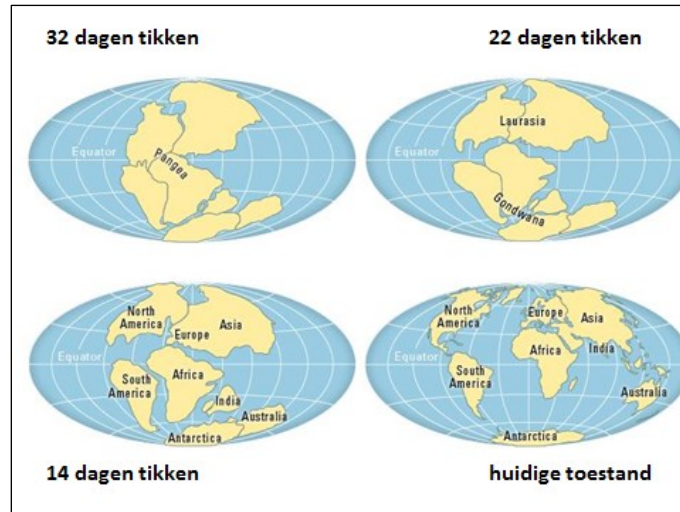 32 dagen tikken
22 dagen tikken
Equator
Pangea
Equator
Laurasia
Gondwana
North
America
Europe
Asia
Equator
South
America
Africa
India
Australia
Antarctica
North
America
Europe
Asia
Equator
Africa
India
South
America
Australia
Antarctica
14 dagen tikken
huidige toestand